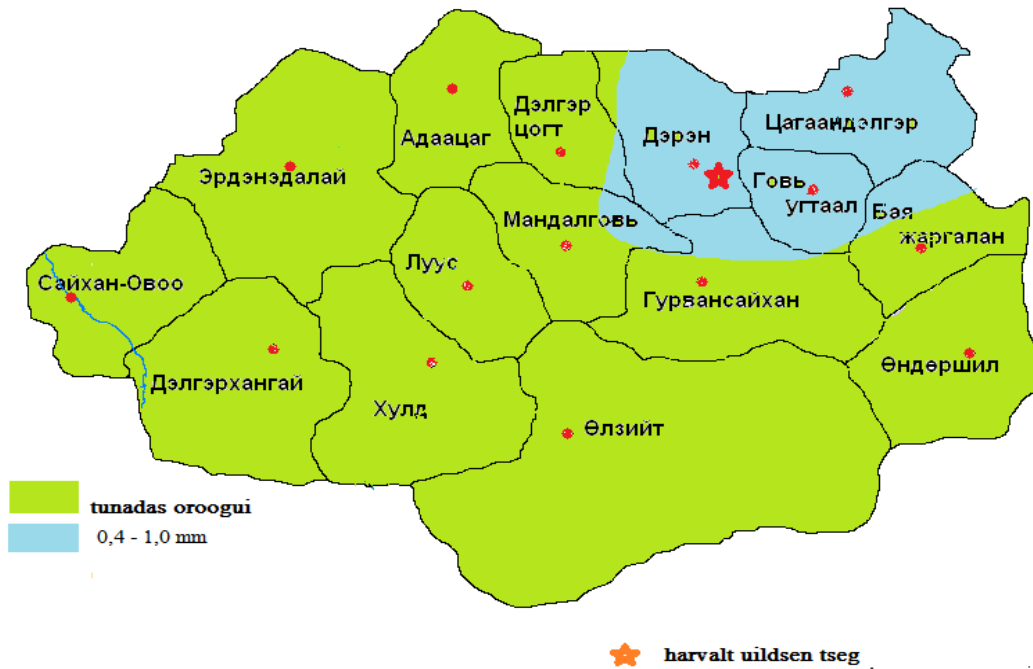 Дэлгэр
цогт
Адаацаг
Дэрэн
Цагаандэлгэр
Эрдэнэдалай
Говь
угтаал
Мандалговь
Бая
жаргалан
Луус
Сайхан-Овоо
Гурвансайхан
Дэлгэрхангай
Өндөршил
Хулд
Өлзийт
tunadas oroogui
0,4 - 1,0 mm
harvalt uildsen tseg